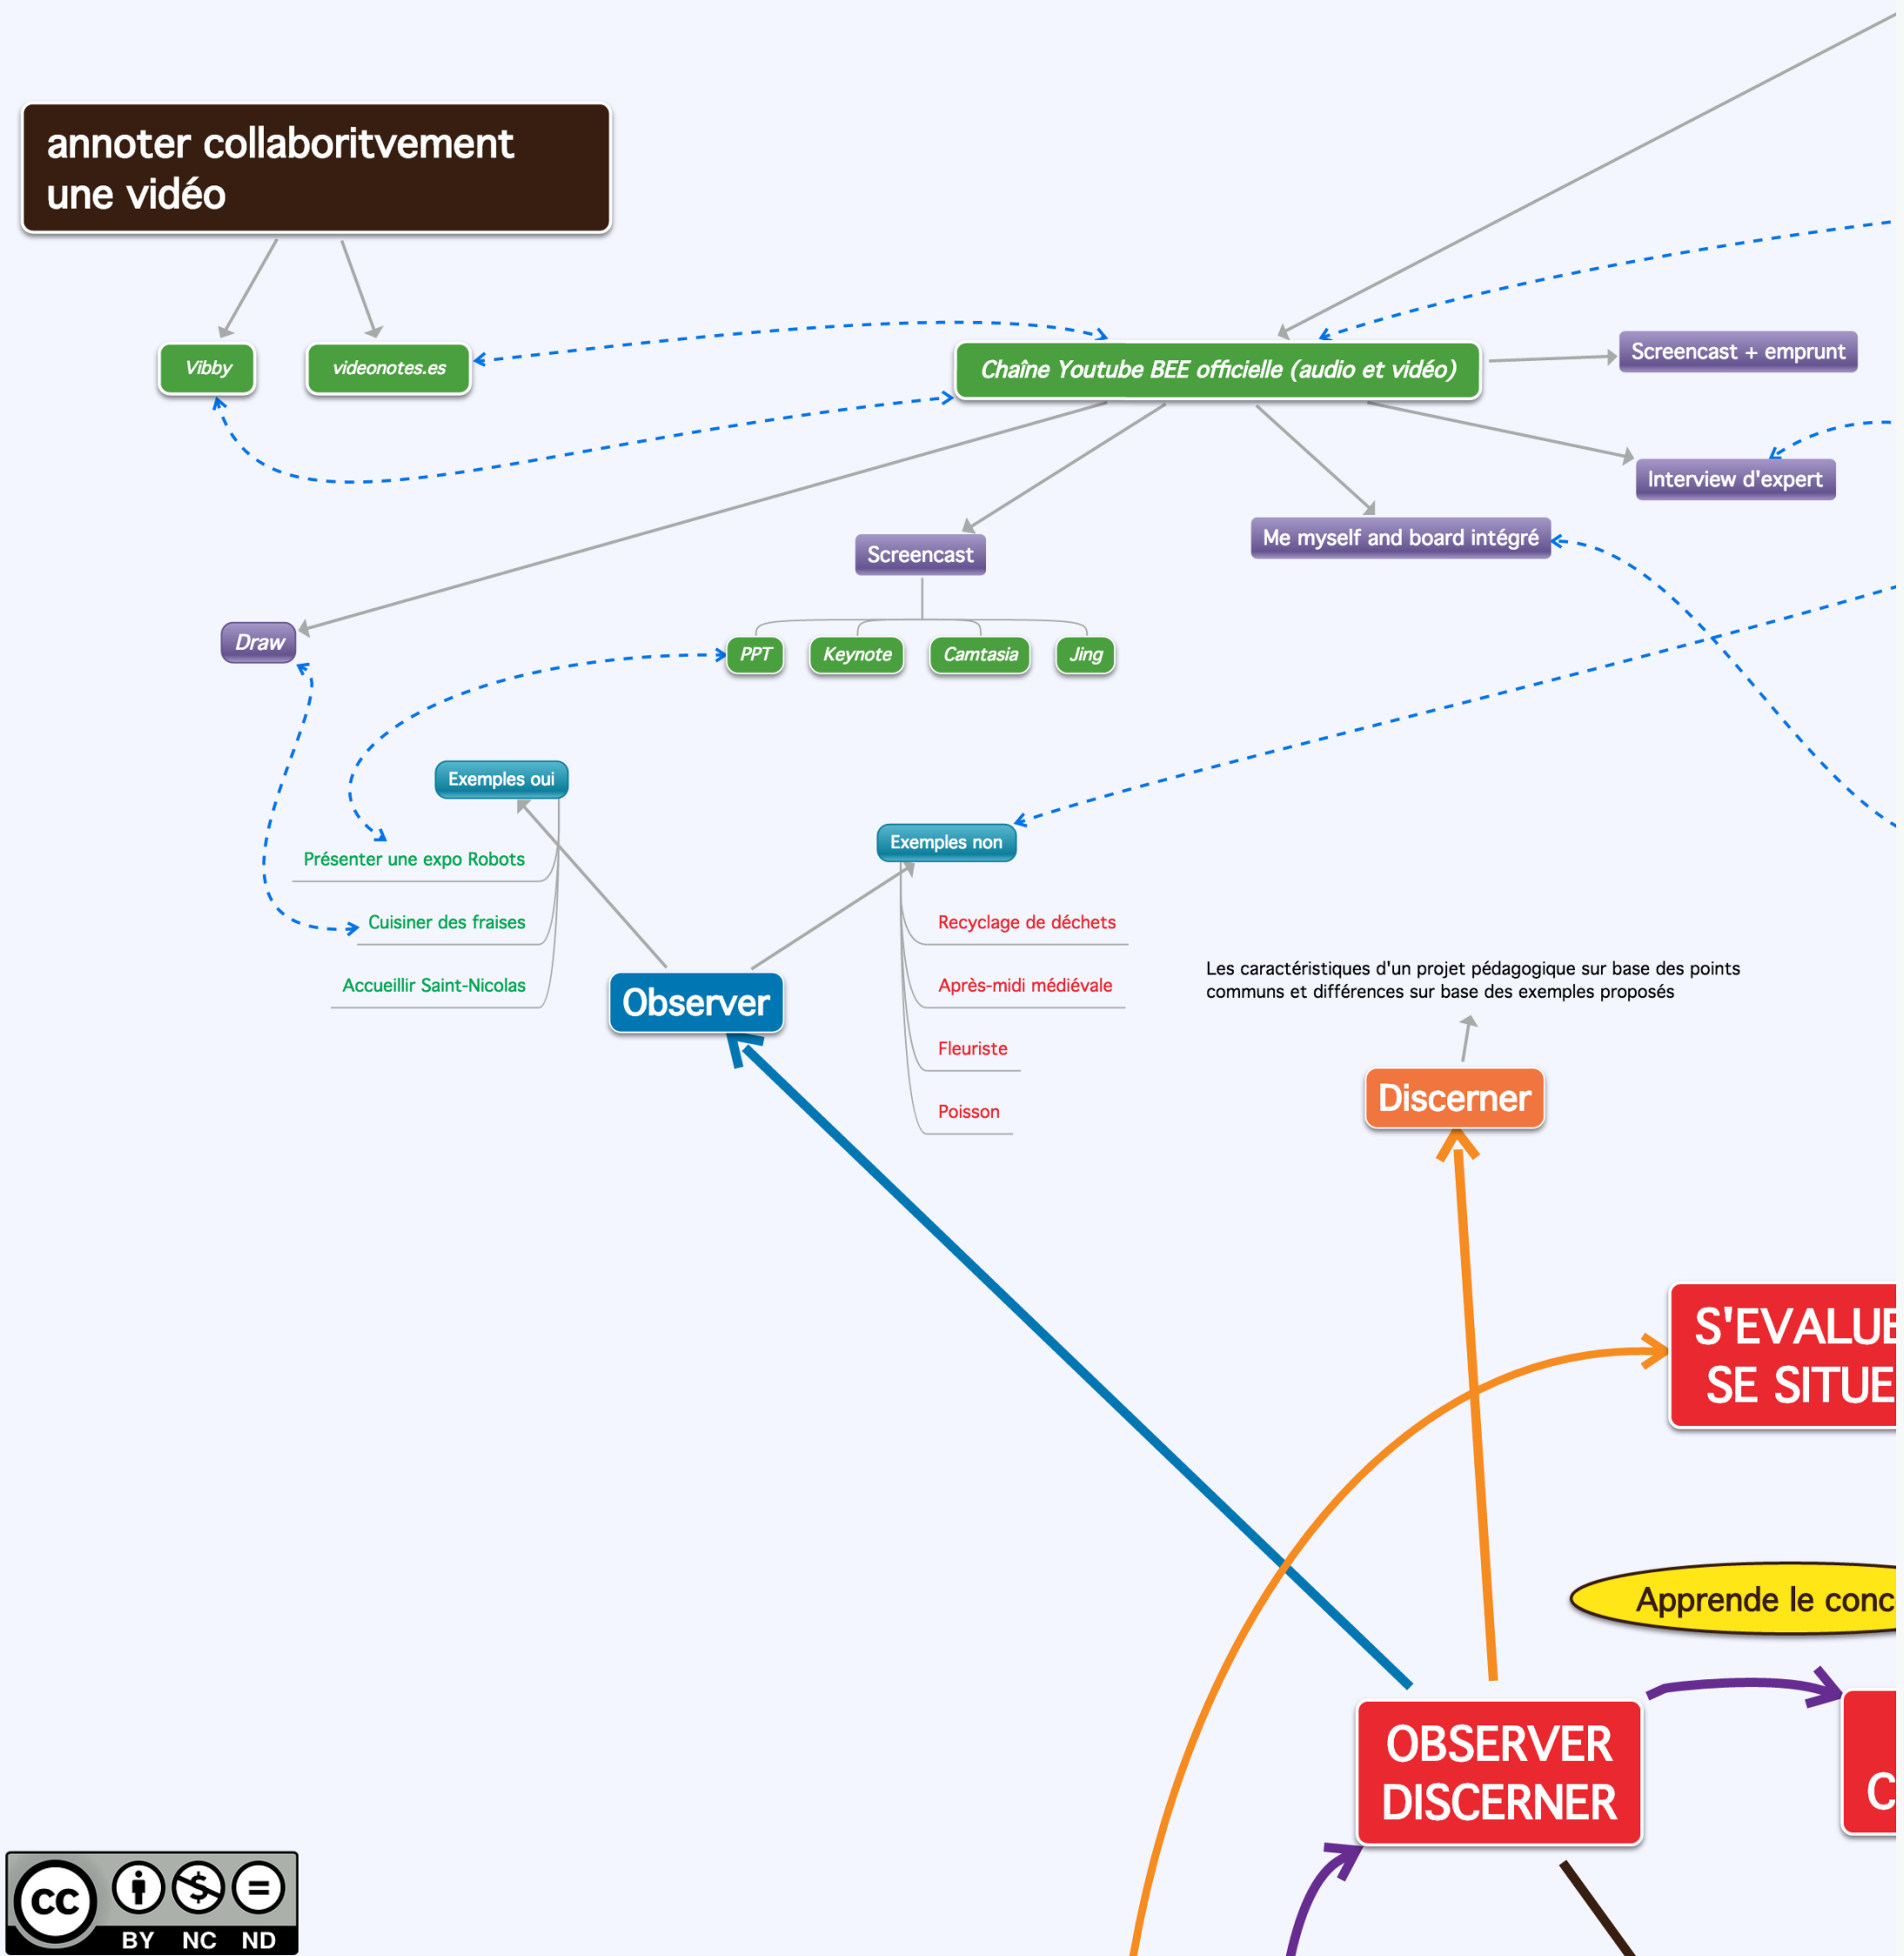 annoter collaboritvement
une vidéo
Vibby
videonotes.es
Chaîne Youtube BEE officielle (audio et vidéo)
Screencast + emprunt
Interview d'expert
Me myself and board intégré
Screencast
Draw
PPT
Keynote
Camtasia
Jing
Exemples oui
Présenter une expo Robots
Cuisiner des fraises
Accueillir Saint-Nicolas
Exemples non
Recyclage de déchets
Après-midi médiévale
Fleuriste
Poisson
Observer
Les caractéristiques d'un projet pédagogique sur base des points
communs et différences sur base des exemples proposés
Discerner
S'EVALUE
SE SITUE
Apprende le conc
OBSERVER
DISCERNER
C
CC
BY NC ND